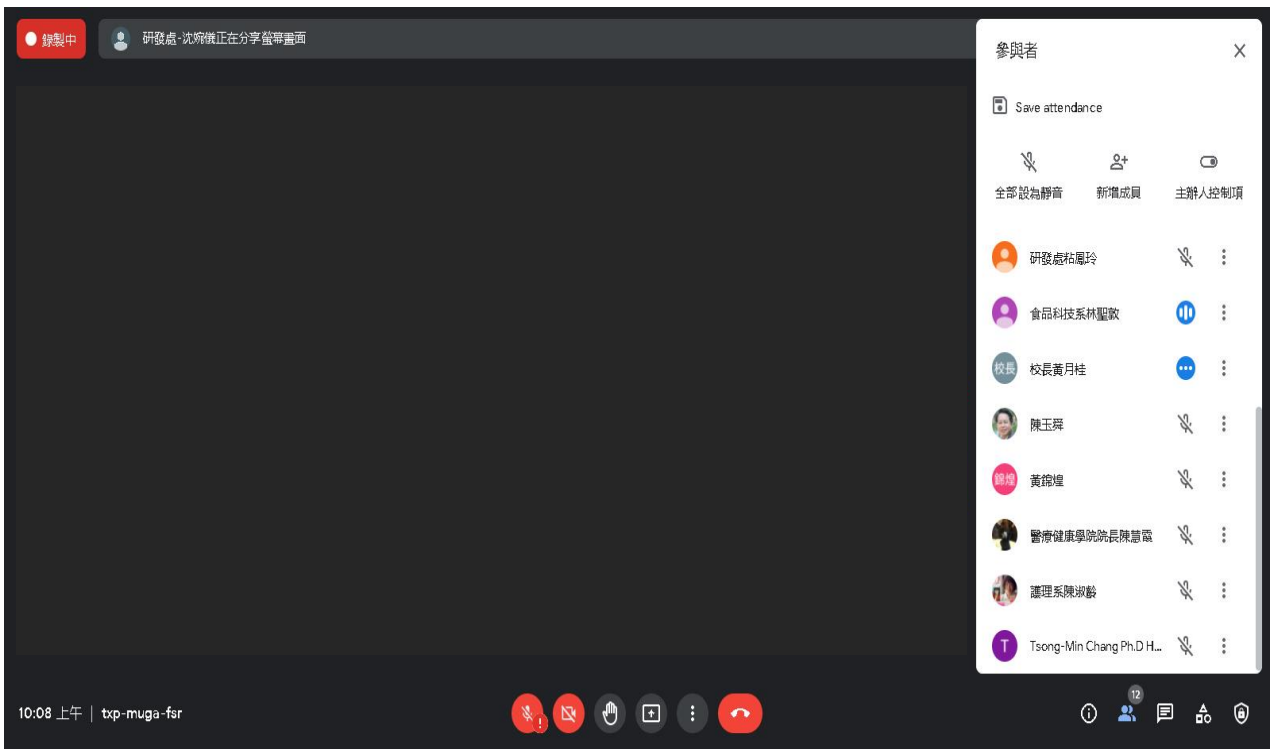 錄製中
研發處-沈婉儀正在分享螢幕畫面
參與者
Save attendance
全部設為靜音
新增成員
主辦人控制項
研發處粘鳳玲
食品科技系林聖敦
校長
校長黃月桂
陳玉舜
錦煌
黃錦煌
醫療健康學院院長陳慧霞
護理系陳淑齡
T
Tsong-Min Chang Ph.D H...
10:08 上午 | txp-muga-fsr
12